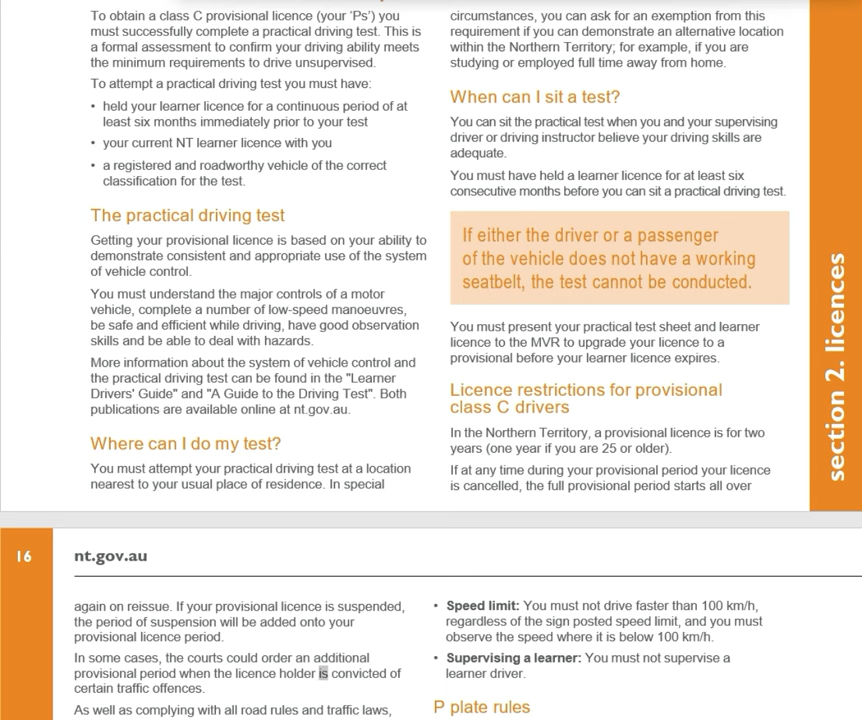 To obtain a class C provisional licence (your ‘Ps’) you
must successfully complete a practical driving test. This is
a formal assessment to confirm your driving ability meets
the minimum requirements to drive unsupervised.
To attempt a practical driving test you must have:
• held your learner licence for a continuous period of at
least six months immediately prior to your test
• your current NT learner licence with you
• a registered and roadworthy vehicle of the correct
classification for the test.
The practical driving test
Getting your provisional licence is based on your ability to
demonstrate consistent and appropriate use of the system
of vehicle control.
You must understand the major controls of a motor
vehicle, complete a number of low-speed manoeuvres,
be safe and efficient while driving, have good observation
skills and be able to deal with hazards.
More information about the system of vehicle control and
the practical driving test can be found in the "Learner
Drivers' Guide" and "A Guide to the Driving Test". Both
publications are available online at nt.gov.au.
Where can I do my test?
You must attempt your practical driving test at a location
nearest to your usual place of residence. In special
circumstances, you can ask for an exemption from this
requirement if you can demonstrate an alternative location
within the Northern Territory; for example, if you are
studying or employed full time away from home.
When can I sit a test?
You can sit the practical test when you and your supervising
driver or driving instructor believe your driving skills are
adequate.
You must have held a learner licence for at least six
consecutive months before you can sit a practical driving test.
If either the driver or a passenger
of the vehicle does not have a working
seatbelt, the test cannot be conducted.
You must present your practical test sheet and learner
licence to the MVR to upgrade your licence to a
provisional before your learner licence expires.
Licence restrictions for provisional
class C drivers
In the Northern Territory, a provisional licence is for two
years (one year if you are 25 or older).
If at any time during your provisional period your licence
is cancelled, the full provisional period starts all over
section 2. licences
16
nt.gov.au
again on reissue. If your provisional licence is suspended,
the period of suspension will be added onto your
provisional licence period.
In some cases, the courts could order an additional
provisional period when the licence holder is convicted of
certain traffic offences.
As well as complying with all road rules and traffic laws,
• Speed limit: You must not drive faster than 100 km/h,
regardless of the sign posted speed limit, and you must
observe the speed where it is below 100 km/h.
• Supervising a learner: You must not supervise a
learner driver.
P plate rules